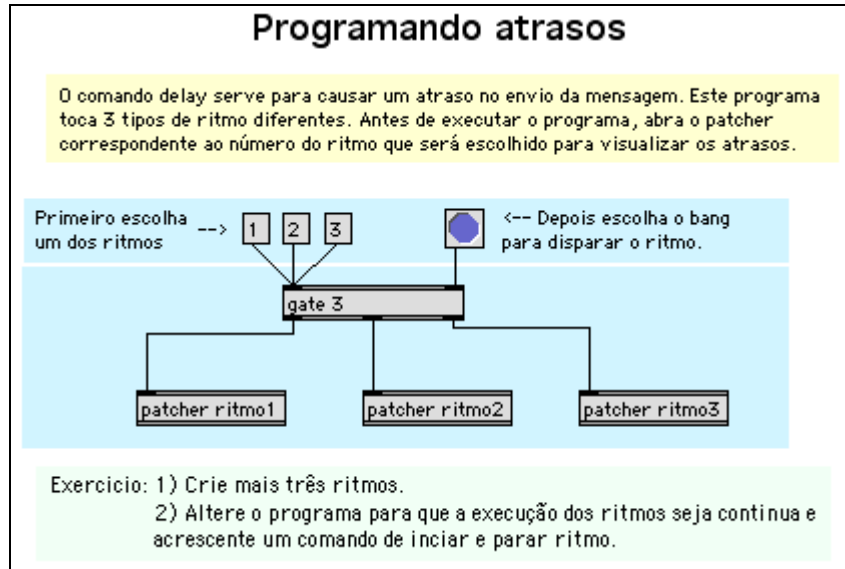 Programando atrasos
O comando delay serve para causar um atraso no envio da mensagem. Este programa
toca 3 tipos de ritmo diferentes. Antes de executar o programa, abra o patcher
correspondente ao número do ritmo que será escolhido para visualizar os atrasos.
Primeiro escolha
um dos ritmos
-->
1
2
3
<-- Depois escolha o bang
para disparar o ritmo.
gate 3
patcher ritmo1
patcher ritmo2
patcher ritmo3
Exercicio: 1) Crie mais três ritmos.
2) Altere o programa para que a execução dos ritmos seja continua e
acrescente um comando de inciar e parar ritmo.